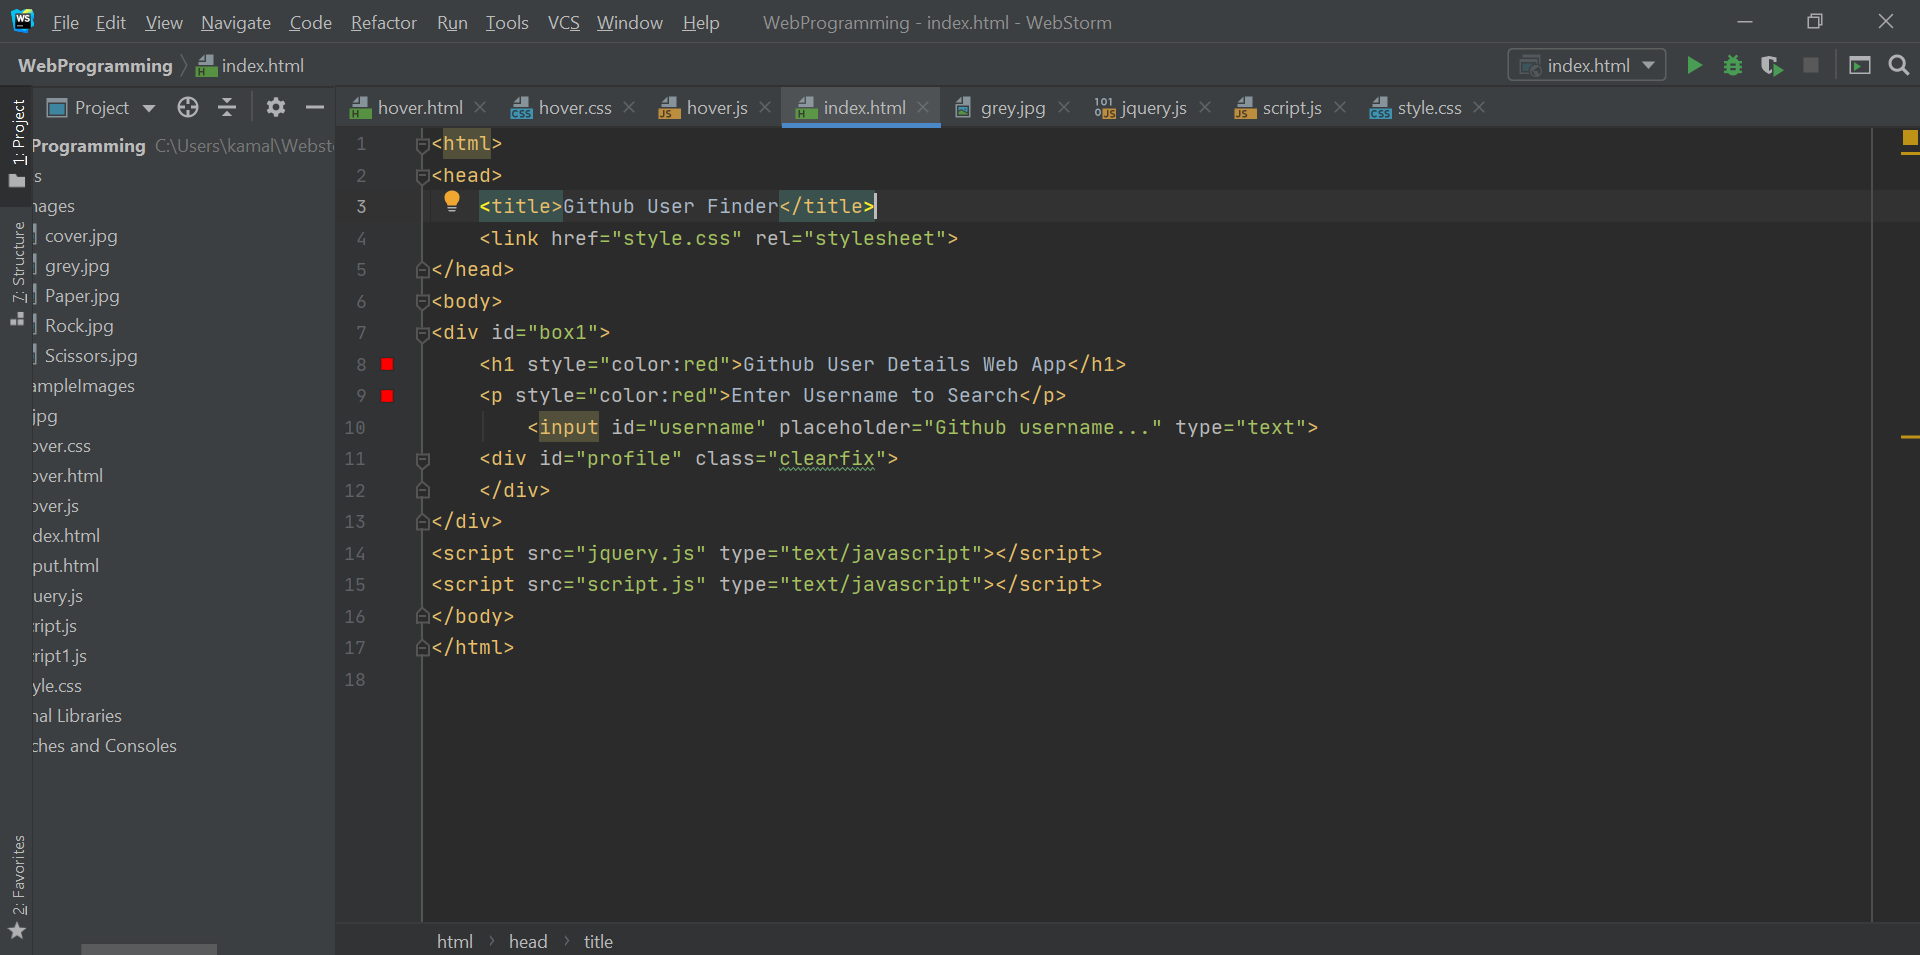 WS File Edit View Navigate Code Refactor Run Tools VCS Window Help WebProgramming - index.html - WebStorm
WebProgramming index.html index.html
1: Project
7: Structure
2: Favorites
Project
Programming C:\Users\kamal\Webst
s
mages
cover.jpg
grey.jpg
Paper.jpg
Rock.jpg
Scissors.jpg
ampleImages
jpg
over.css
over.html
over.js
dex.html
put.html
uery.js
ript.js
ript1.js
yle.css
nal Libraries
ches and Consoles
hover.html hover.css hover.js index.html grey.jpg jquery.js script.js style.css
1 <html>
2 <head>
3 <title>Github User Finder</title>
4 <link href="style.css" rel="stylesheet">
5 </head>
6 <body>
7 <div id="box1">
8 <h1 style="color:red">Github User Details Web App</h1>
9 <p style="color:red">Enter Username to Search</p>
10 <input id="username" placeholder="Github username..." type="text">
11 <div id="profile" class="clearfix">
12 </div>
13 </div>
14 <script src="jquery.js" type="text/javascript"></script>
15 <script src="script.js" type="text/javascript"></script>
16 </body>
17 </html>
18
html › head › title